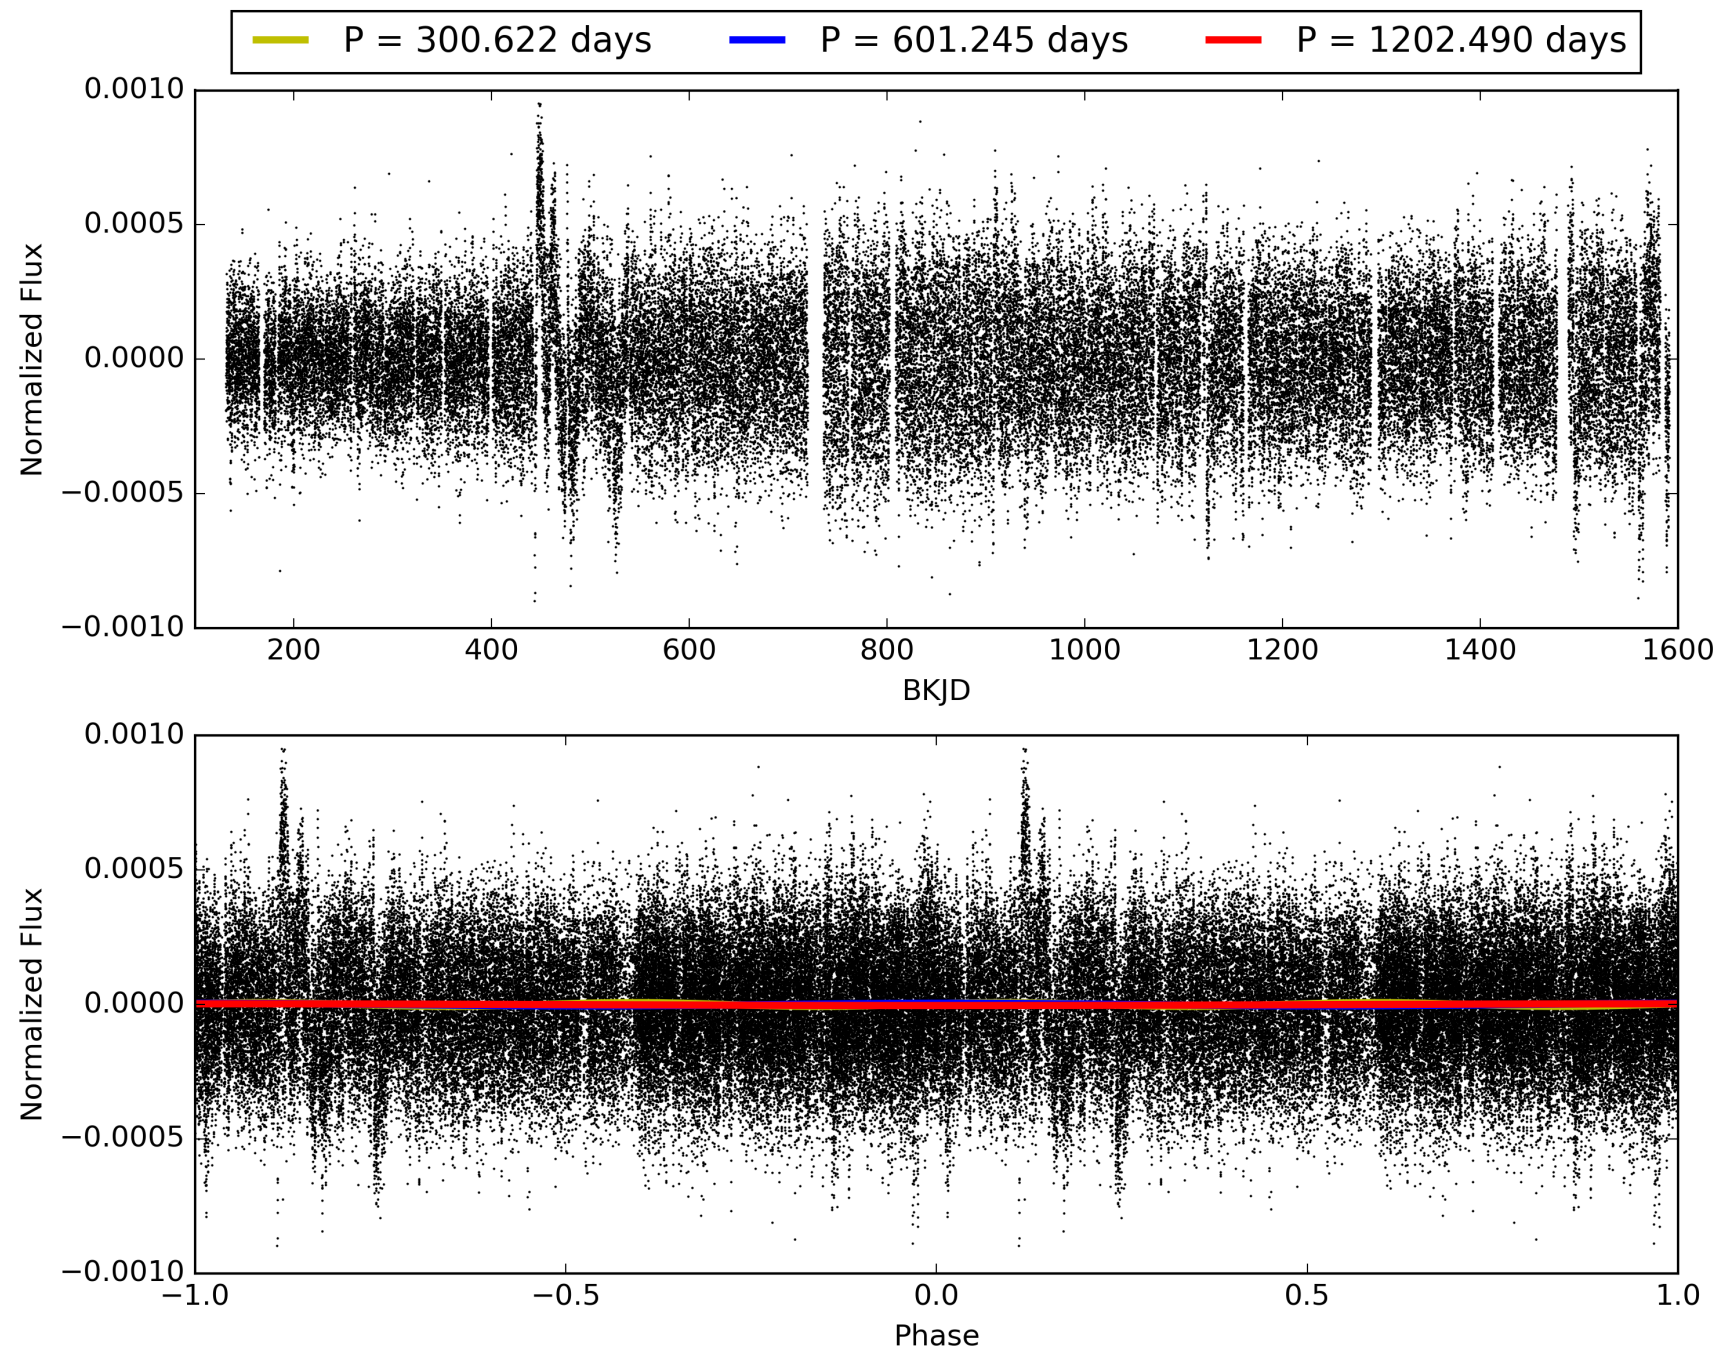 P = 300.622 days P = 601.245 days P = 1202.490 days
0.0010
0.0005
0.0000
−0.0005
−0.0010
Normalized Flux
200 400 600 800 1000 1200 1400 1600
BKJD
0.0010
0.0005
0.0000
−0.0005
−0.0010
Normalized Flux
−1.0 −0.5 0.0 0.5 1.0
Phase